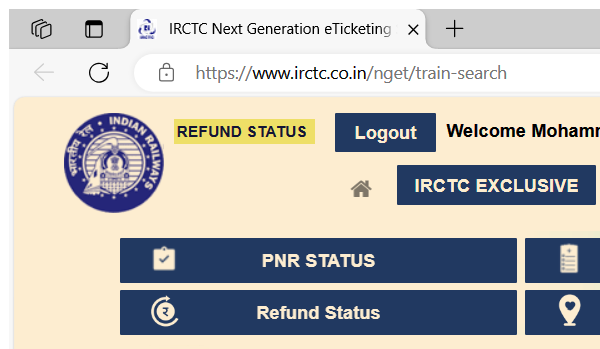 IRCTC Next Generation eTicketing
https://www.irctc.co.in/nget/train-search
भारतीय रेल INDIAN RAILWAYS
REFUND STATUS
Logout
Welcome Mohamm
IRCTC EXCLUSIVE
PNR STATUS
₹ Refund Status